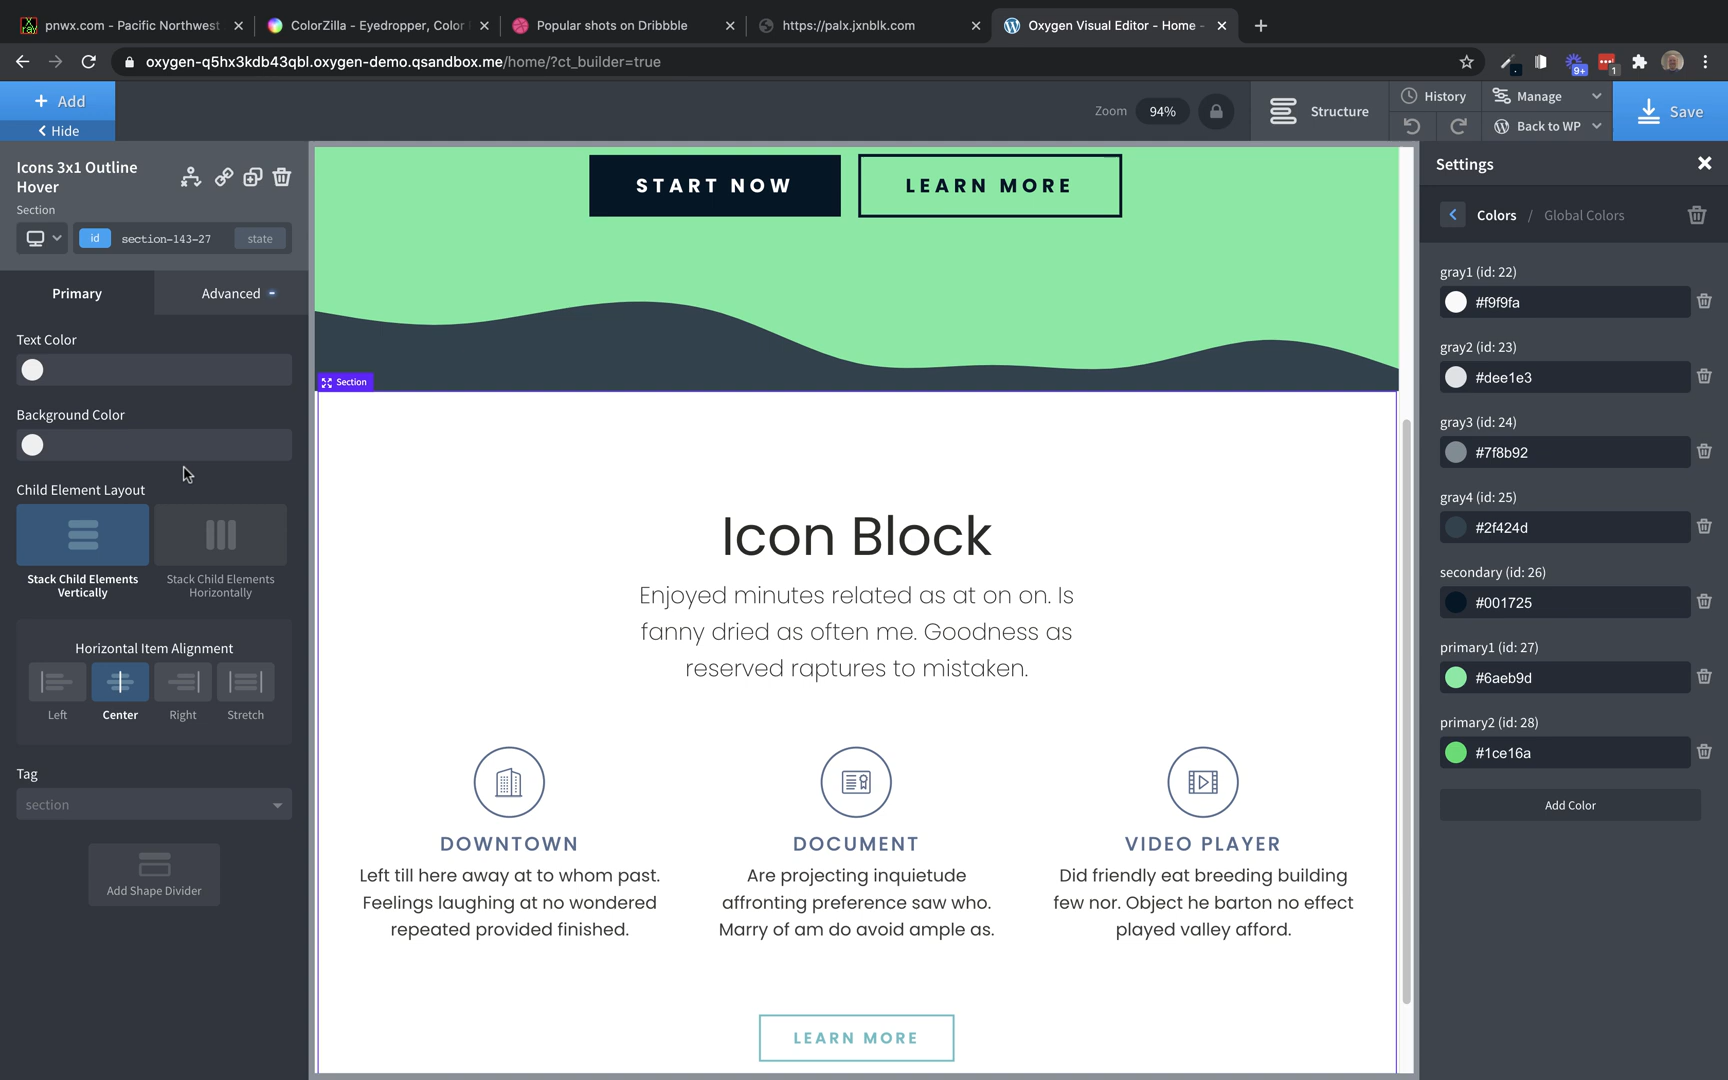 pnwx.com - Pacific Northwest
ColorZilla - Eyedropper, Color
Popular shots on Dribbble
https://palx.jxnblk.com
Oxygen Visual Editor - Home -
oxygen-q5hx3kdb43qbl.oxygen-demo.qsandbox.me/home/?ct_builder=true
9+
1
+ Add
Hide
Zoom
94%
Structure
History
Manage
Back to WP
Save
Icons 3x1 Outline
Hover
Section
id
section-143-27
state
Primary
Advanced
Text Color
Background Color
Child Element Layout
Stack Child Elements
Vertically
Stack Child Elements
Horizontally
Horizontal Item Alignment
Left
Center
Right
Stretch
Tag
section
Add Shape Divider
START NOW
LEARN MORE
Section
Icon Block
Enjoyed minutes related as at on on. Is
fanny dried as often me. Goodness as
reserved raptures to mistaken.
DOWNTOWN
Left till here away at to whom past.
Feelings laughing at no wondered
repeated provided finished.
DOCUMENT
Are projecting inquietude
affronting preference saw who.
Marry of am do avoid ample as.
VIDEO PLAYER
Did friendly eat breeding building
few nor. Object he barton no effect
played valley afford.
LEARN MORE
Settings
Colors / Global Colors
gray1 (id: 22)
#f9f9fa
gray2 (id: 23)
#dee1e3
gray3 (id: 24)
#7f8b92
gray4 (id: 25)
#2f424d
secondary (id: 26)
#001725
primary1 (id: 27)
#6aeb9d
primary2 (id: 28)
#1ce16a
Add Color